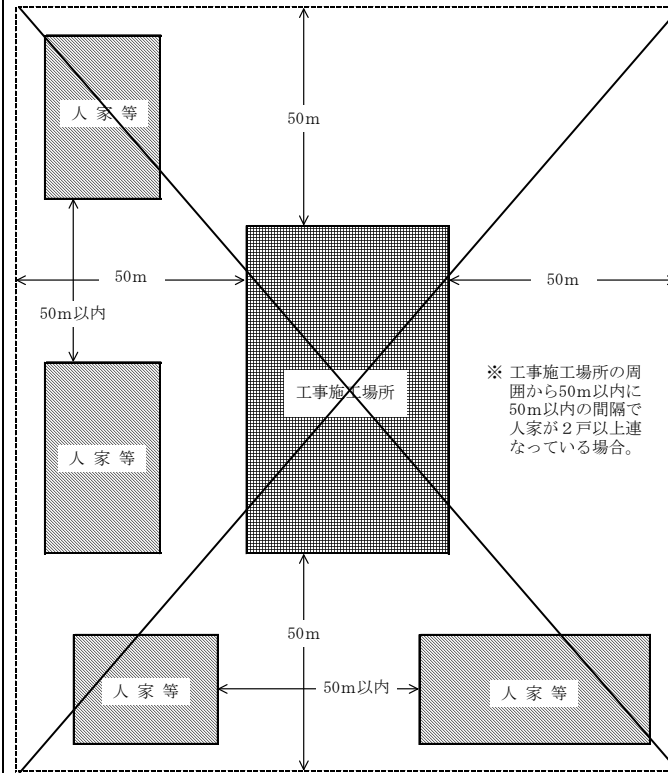 50m
人 家 等
50m
50m
50m以内
工事施工場所
※ 工事施工場所の周
囲から50m以内に
50m以内の間隔で
人家が２戸以上連
なっている場合。
人 家 等
50m
人 家 等
50m以内
人 家 等